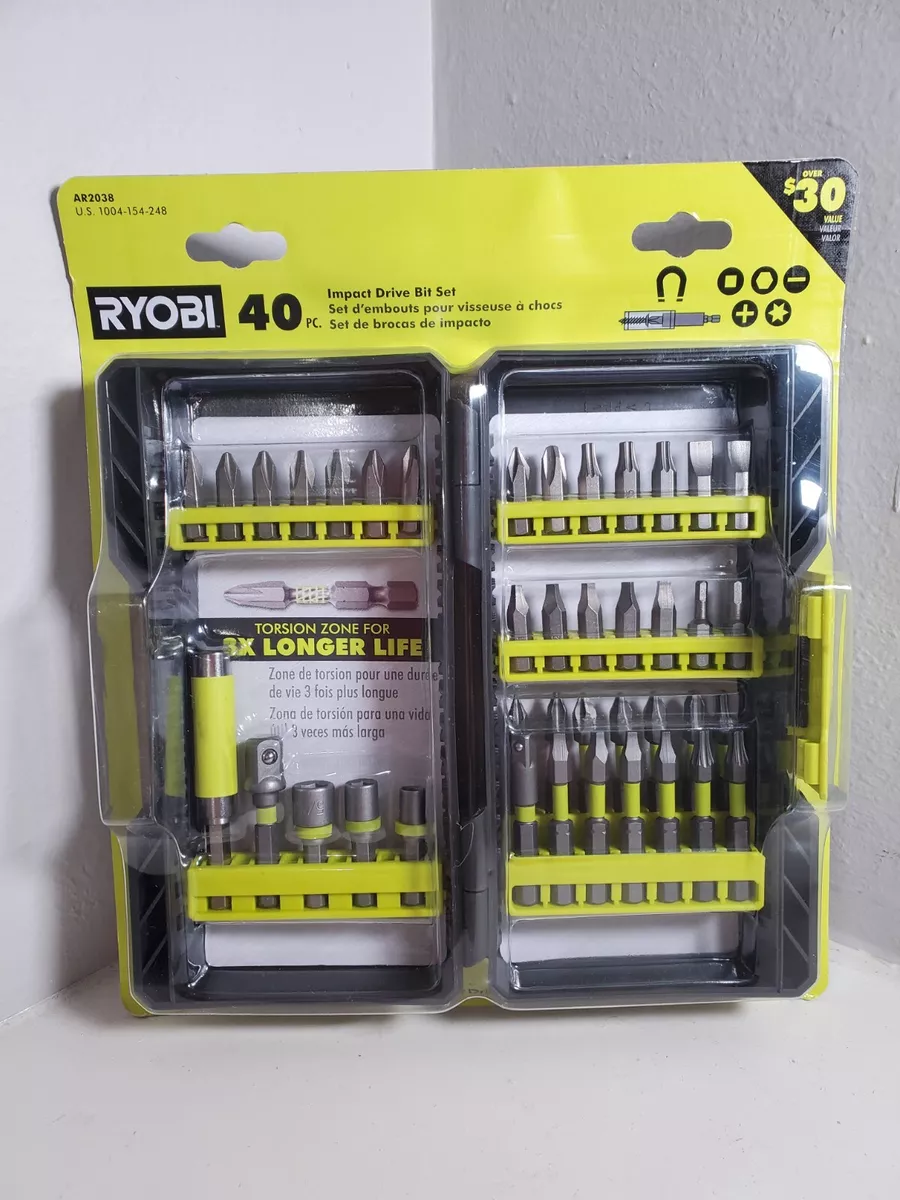 AR2038
U.S. 1004-154-248
OVER
$30
VALUE
VALEUR
VALOR
RYOBI
40 PC.
Impact Drive Bit Set
Set d'embouts pour visseuse à chocs
Set de brocas de impacto
TORSION ZONE FOR
3X LONGER LIFE
Zone de torsion pour une durée
de vie 3 fois plus longue
Zona de torsión para una vida
útil 3 veces más larga